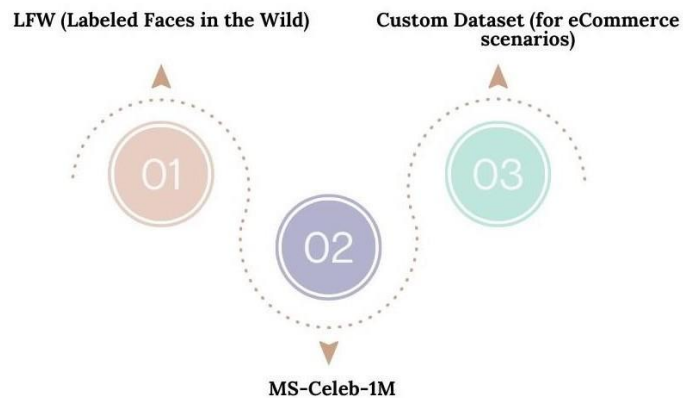 LFW (Labeled Faces in the Wild)
Custom Dataset (for eCommerce
scenarios)
01
03
02
MS-Celeb-1M